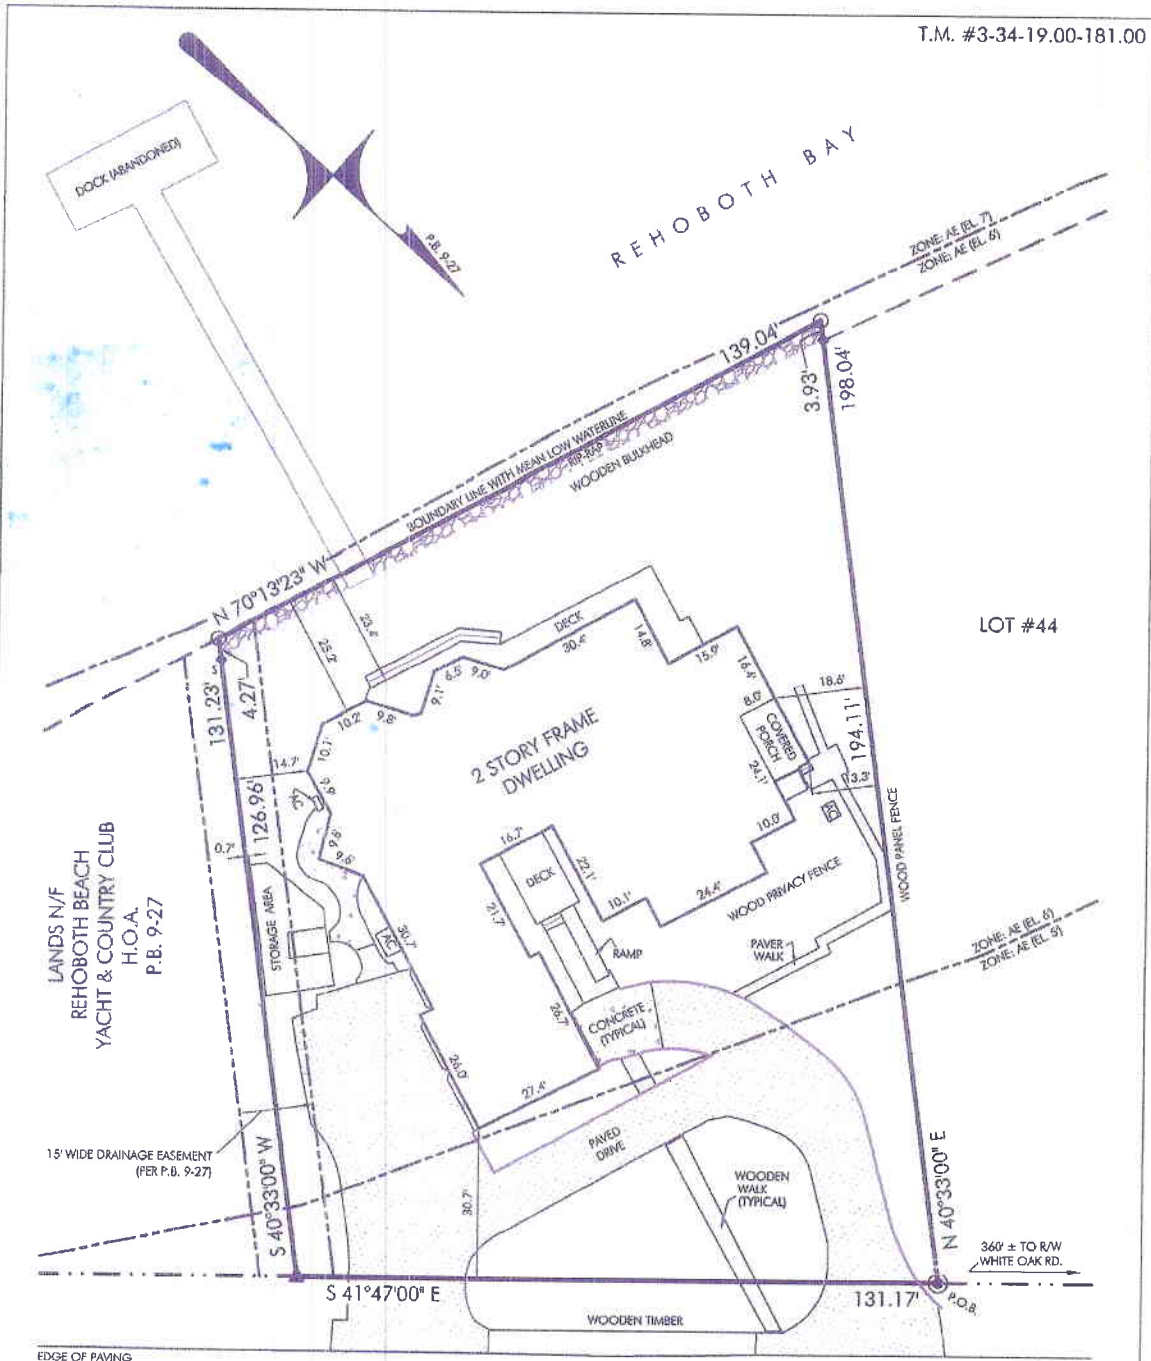 T.M. #3-34-19.00-181.00
DOCK (ABANDONED)
P.B. 9-27
REHOBOTH BAY
ZONE: AE (EL. 7')
ZONE: AE (EL. 6')
139.04'
3.93'
198.04'
BOUNDARY LINE WITH MEAN LOW WATERLINE
RIP-RAP
WOODEN BULKHEAD
N 70°13'23" W
LOT #44
131.23'
4.27'
25.2'
23.4'
DECK
30.4'
14.8'
15.9'
16.4'
18.6'
8.0'
COVERED
PORCH
24.1'
194.11'
13.3'
AC
10.2'
9.8'
9.1'
6.5'
9.0'
2 STORY FRAME
DWELLING
10.1'
14.7'
9.9'
126.96'
9.6'
0.7'
STORAGE AREA
AC
30.7'
LANDS N/F
REHOBOTH BEACH
YACHT & COUNTRY CLUB
H.O.A.
P.B. 9-27
16.7'
DECK
22.1'
21.7'
10.1'
24.4'
10.0'
RAMP
26.7'
CONCRETE
(TYPICAL)
WOOD PRIVACY FENCE
WOOD PANEL FENCE
PAVER
WALK
ZONE: AE (EL. 6')
ZONE: AE (EL. 5')
26.0'
27.4'
15' WIDE DRAINAGE EASEMENT
(PER P.B. 9-27)
S 40°33'00" W
30.7'
PAVED
DRIVE
WOODEN
WALK
(TYPICAL)
N 40°33'00" E
360' ± TO R/W
WHITE OAK RD.
S 41°47'00" E
131.17'
P.O.B.
WOODEN TIMBER
EDGE OF PAVING